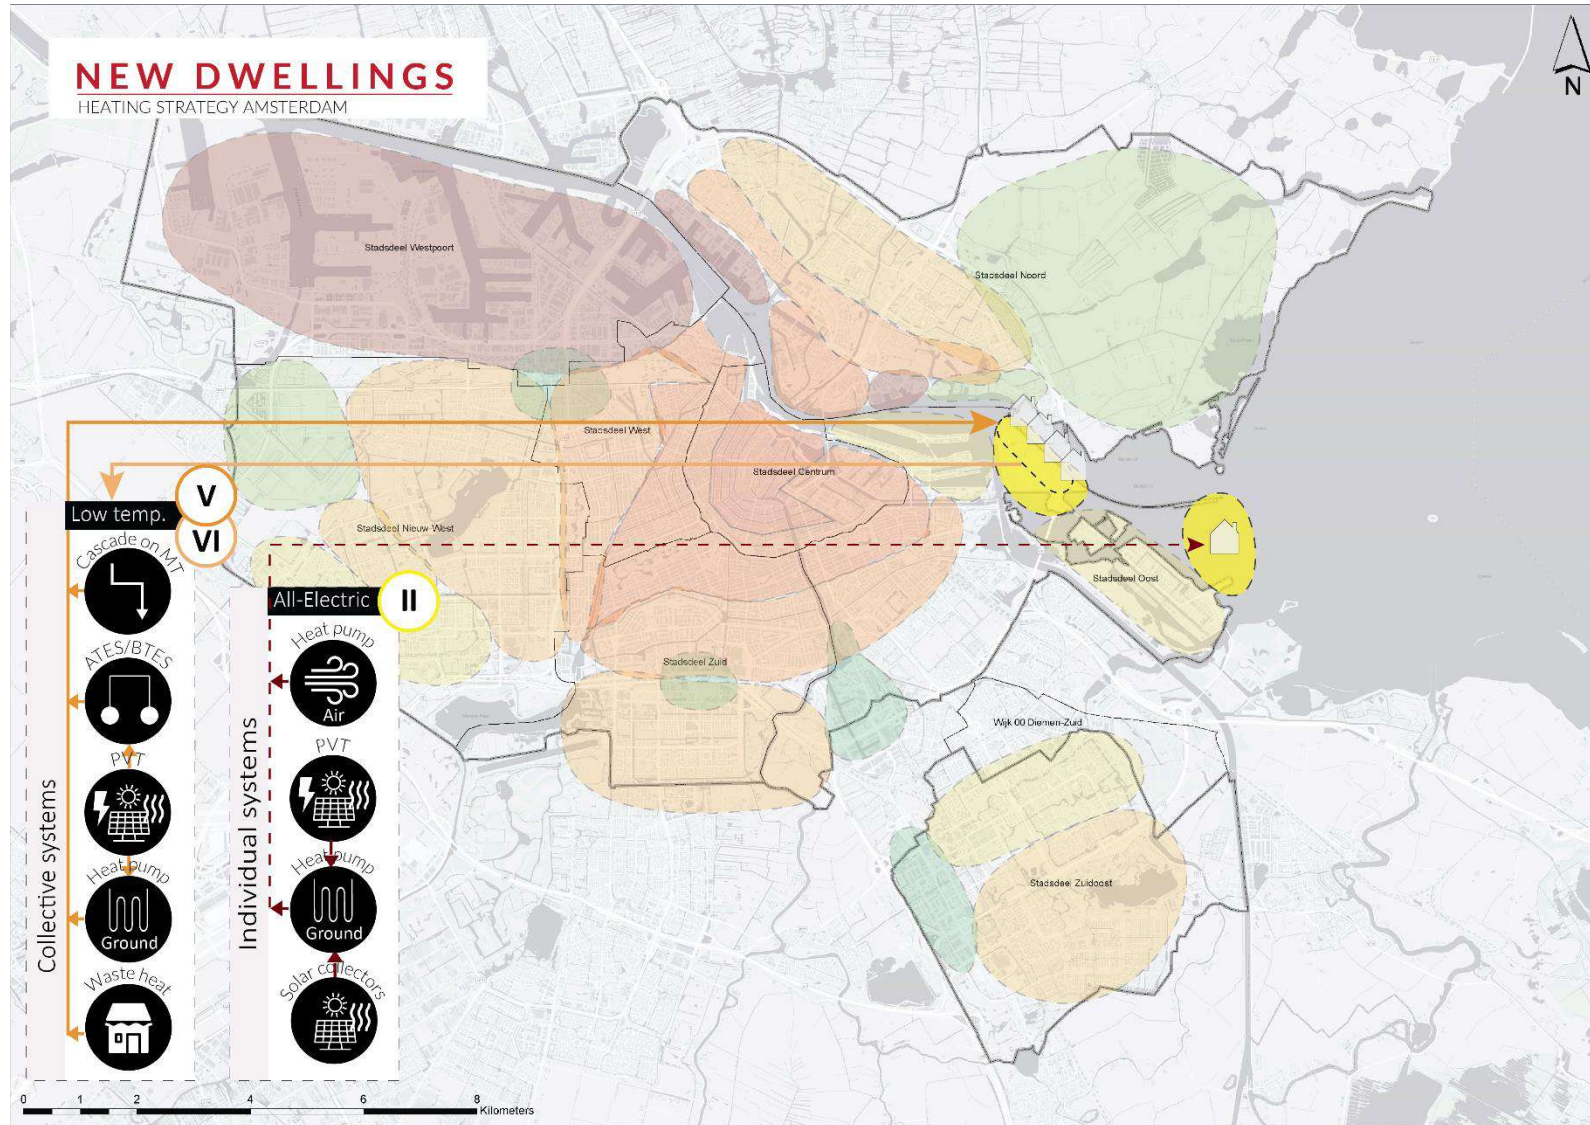 NEW DWELLINGS
HEATING STRATEGY AMSTERDAM
N
Stadsdeel Westpoort
Stadsdeel Noord
Stadsdeel West
Stadsdeel Centrum
Stadsdeel Nieuw-West
Stadsdeel Oost
Stadsdeel Zuid
Wijk 00 Diemen-Zuid
Stadsdeel Zuidoost
V
Low temp.
VI
Cascade on MT
ATES/BTES
PVT
Heat pump
Ground
Waste heat
Collective systems
All-Electric
II
Heat pump
Air
PVT
Heat pump
Ground
Solar collectors
Individual systems
0 1 2 4 6 8
Kilometers